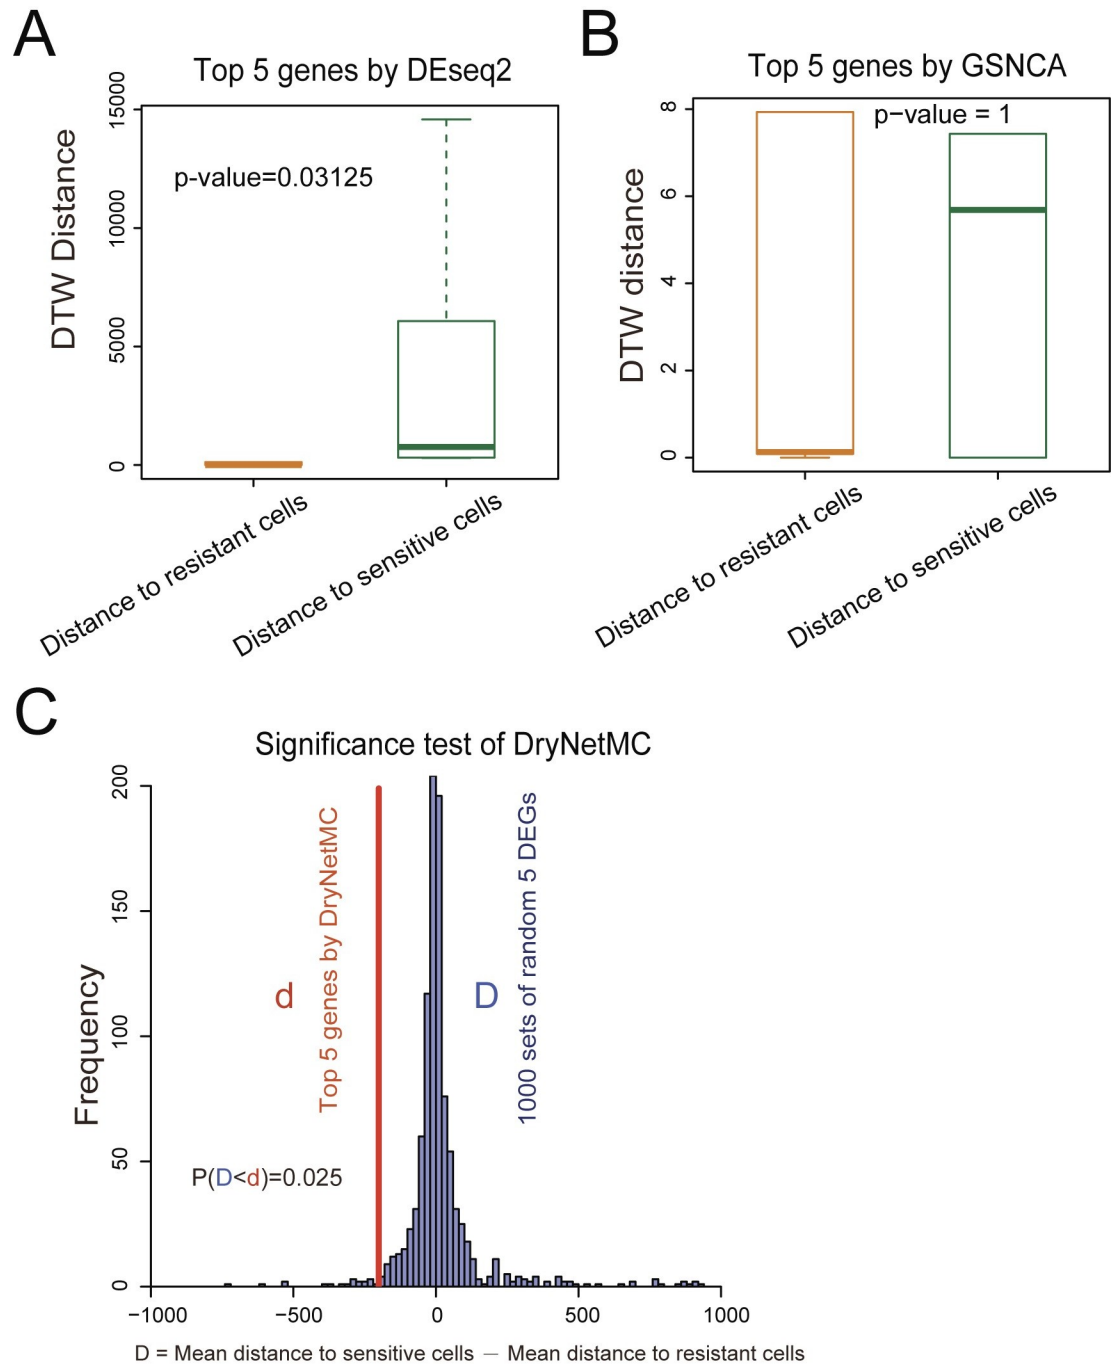 A
Top 5 genes by DEseq2
15000
10000
5000
0
DTW Distance
p-value=0.03125
Distance to resistant cells
Distance to sensitive cells
B
Top 5 genes by GSNCA
8
6
4
2
0
DTW distance
p−value = 1
Distance to resistant cells
Distance to sensitive cells
C
Significance test of DryNetMC
200
150
100
50
0
Frequency
d
Top 5 genes by DryNetMC
D
1000 sets of random 5 DEGs
P(D<d)=0.025
−1000
−500
0
500
1000
D = Mean distance to sensitive cells − Mean distance to resistant cells